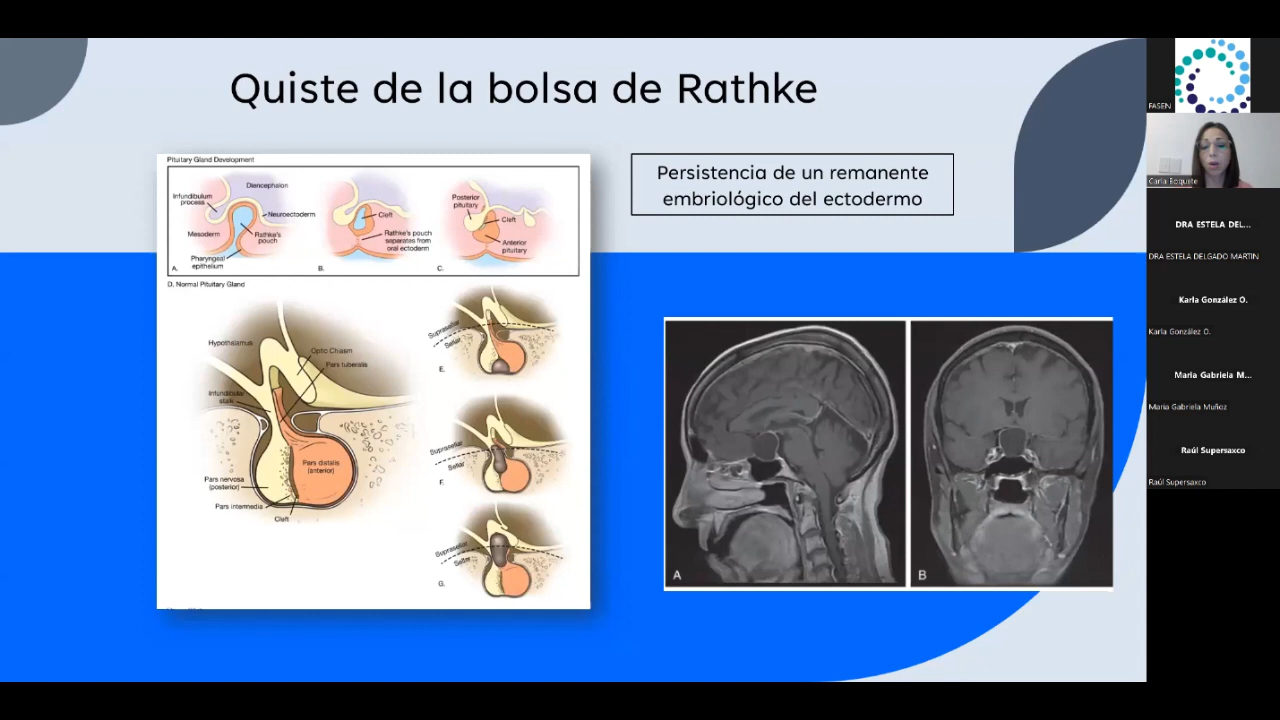 Quiste de la bolsa de Rathke
Pituitary Gland Development
Diencephalon
Infundibulum
process
Neuroectoderm
Mesoderm
Rathke's
pouch
Pharyngeal
epithelium
A.
Cleft
Rathke's pouch
separates from
oral ectoderm
B.
Posterior
pituitary
Cleft
Anterior
pituitary
C.
D. Normal Pituitary Gland
Hypothalamus
Optic Chiasm
Pars tuberalis
Infundibular
stalk
Pars distalis
(anterior)
Pars nervosa
(posterior)
Pars intermedia
Cleft
Suprasellar
Sellar
E.
Suprasellar
Sellar
F.
Suprasellar
Sellar
G.
Persistencia de un remanente
embriológico del ectodermo
A
B
FASEN
DRA ESTELA DEL...
DRA ESTELA DELGADO MARTIN
Karla González O.
Karla González O.
Maria Gabriela M...
Maria Gabriela Muñoz
Raúl Supersaxco
Raúl Supersaxco